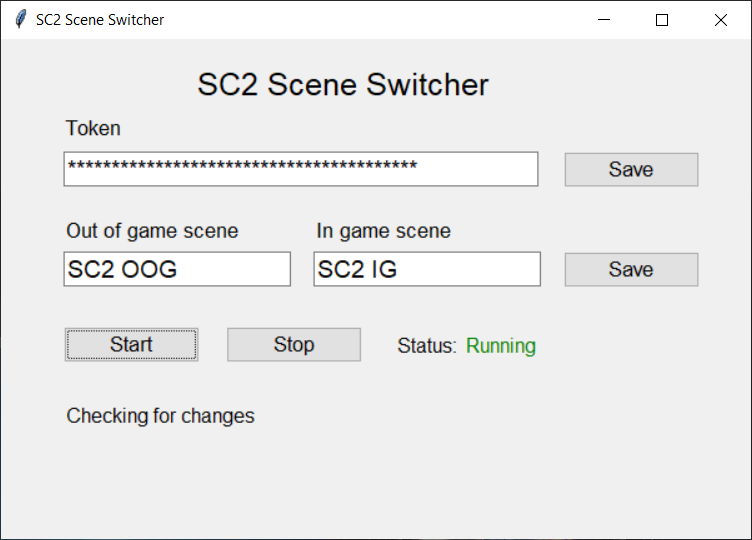 SC2 Scene Switcher
SC2 Scene Switcher
Token
****************************************
Save
Out of game scene In game scene
SC2 OOG SC2 IG Save
Start Stop Status: Running
Checking for changes